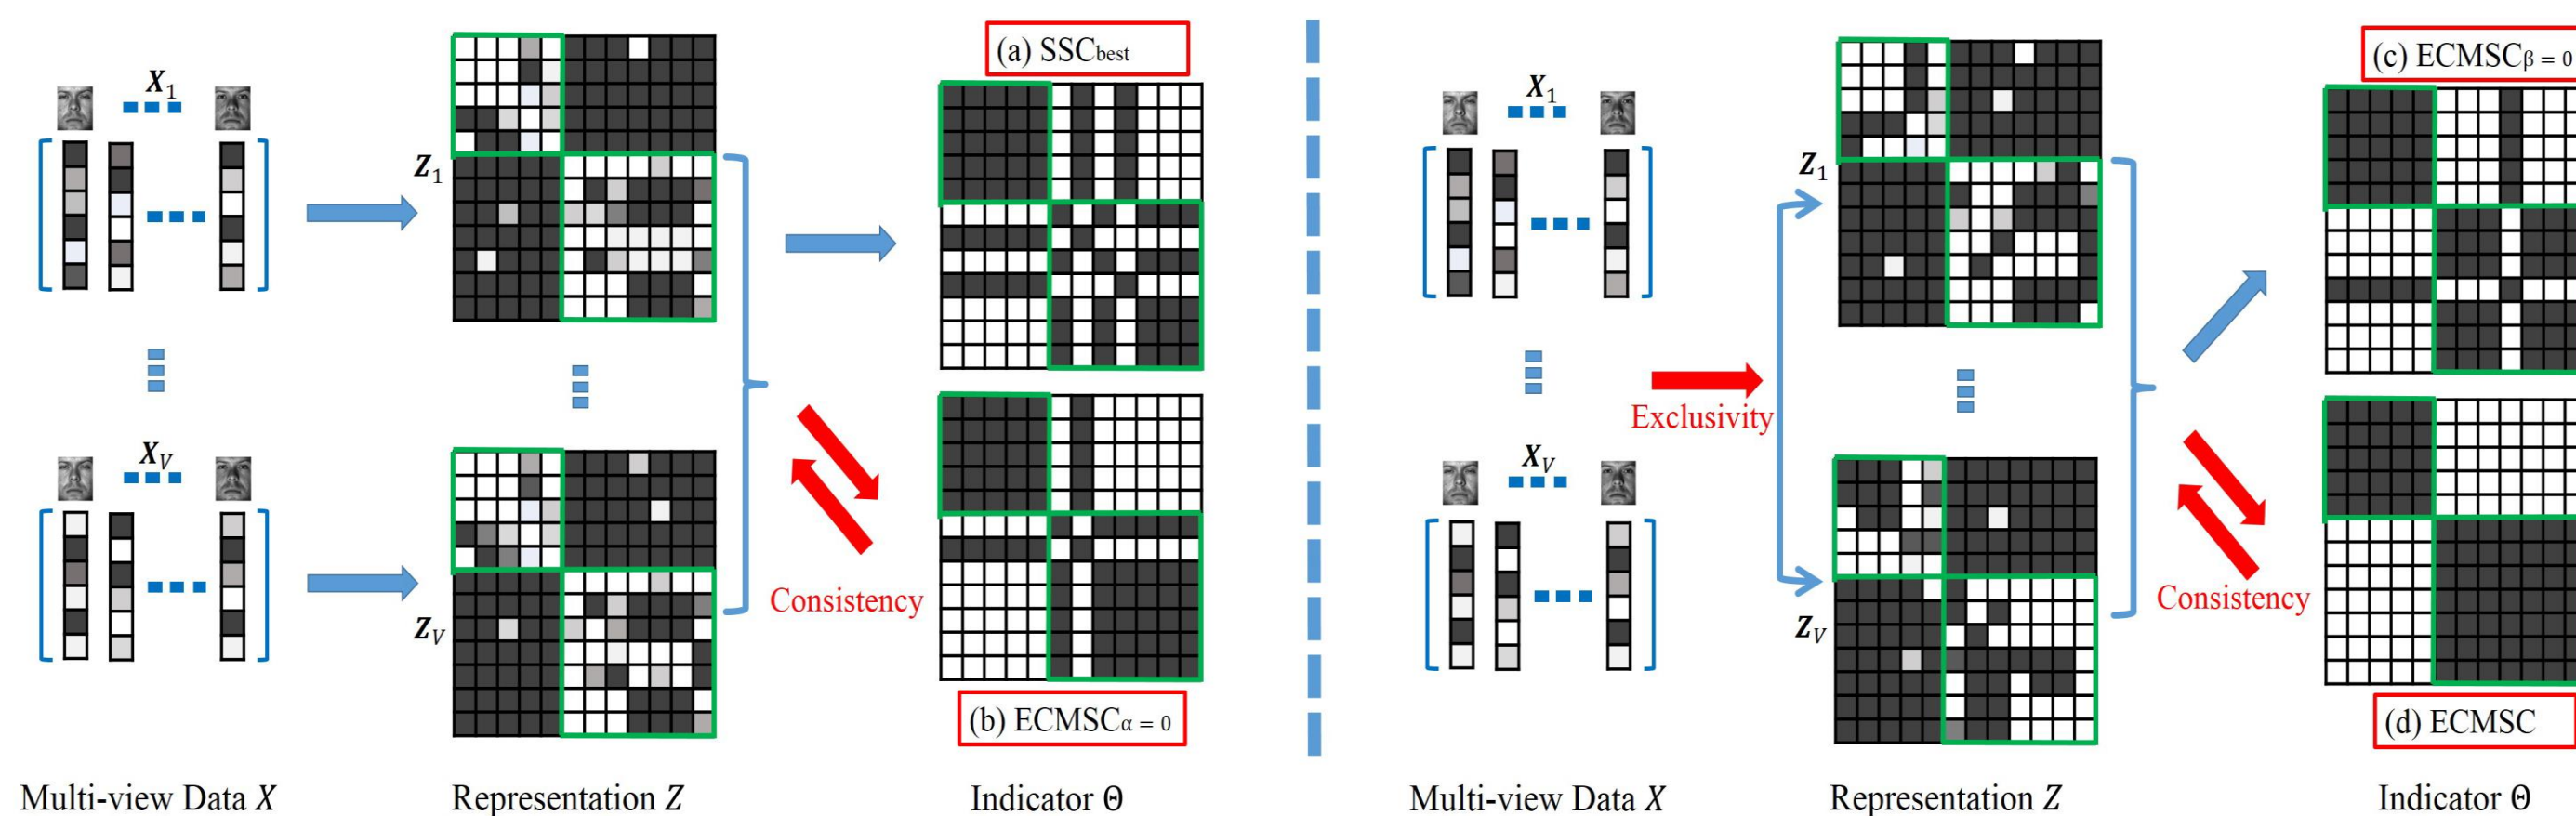 (a) SSCbest
X1
Z1
XV
ZV
Consistency
(b) ECMSCα = 0
Multi-view Data X
Representation Z
Indicator Θ
(c) ECMSCβ = 0
X1
Z1
Exclusivity
XV
ZV
Consistency
(d) ECMSC
Multi-view Data X
Representation Z
Indicator Θ